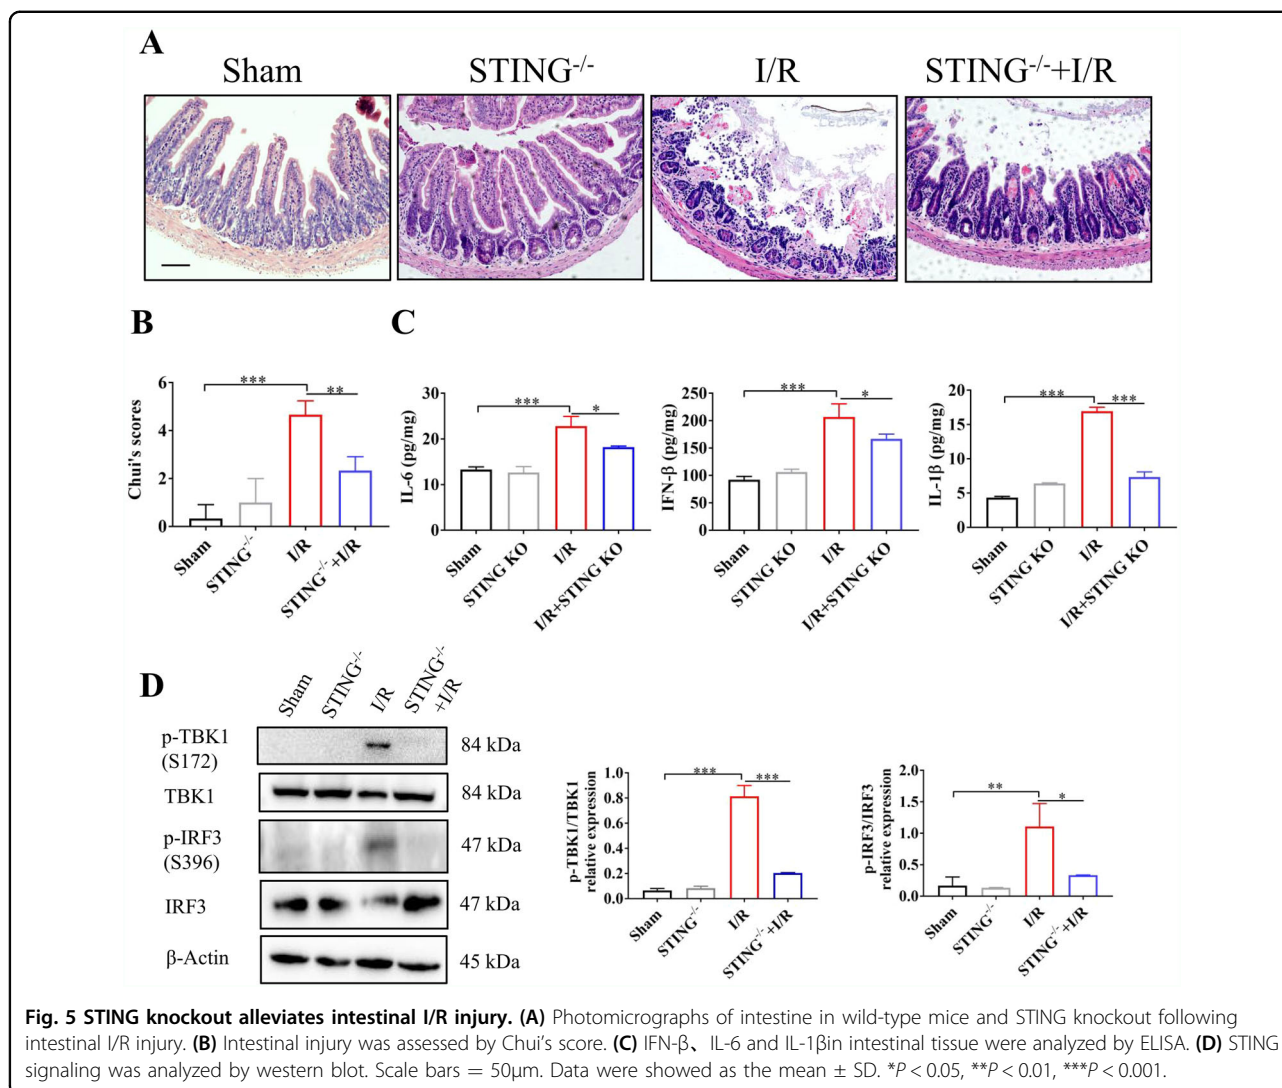 A
Sham
STING-/-
I/R
STING-/-+I/R
B
Chui's scores
6
4
2
0
***
**
Sham
STING-/-
I/R
STING-/-+I/R
C
IL-6 (pg/mg)
30
20
10
0
***
*
Sham
STING KO
I/R
I/R+STING KO
IFN-β (pg/mg)
250
200
150
100
50
0
***
*
Sham
STING KO
I/R
I/R+STING KO
IL-1β (pg/mg)
20
15
10
5
0
***
***
Sham
STING KO
I/R
I/R+STING KO
D
Sham
STING-/-
I/R
STING-/-
+I/R
p-TBK1
(S172)
84 kDa
TBK1
84 kDa
p-IRF3
(S396)
47 kDa
IRF3
47 kDa
β-Actin
45 kDa
p-TBK1/TBK1
relative expression
1.0
0.8
0.6
0.4
0.2
0.0
***
***
Sham
STING-/-
I/R
STING-/-+I/R
p-IRF3/IRF3
relative expression
2.0
1.5
1.0
0.5
0.0
**
*
Sham
STING-/-
I/R
STING-/-+I/R
Fig. 5 STING knockout alleviates intestinal I/R injury. (A) Photomicrographs of intestine in wild-type mice and STING knockout following
intestinal I/R injury. (B) Intestinal injury was assessed by Chui's score. (C) IFN-β、IL-6 and IL-1βin intestinal tissue were analyzed by ELISA. (D) STING
signaling was analyzed by western blot. Scale bars = 50μm. Data were showed as the mean ± SD. *P < 0.05, **P < 0.01, ***P < 0.001.